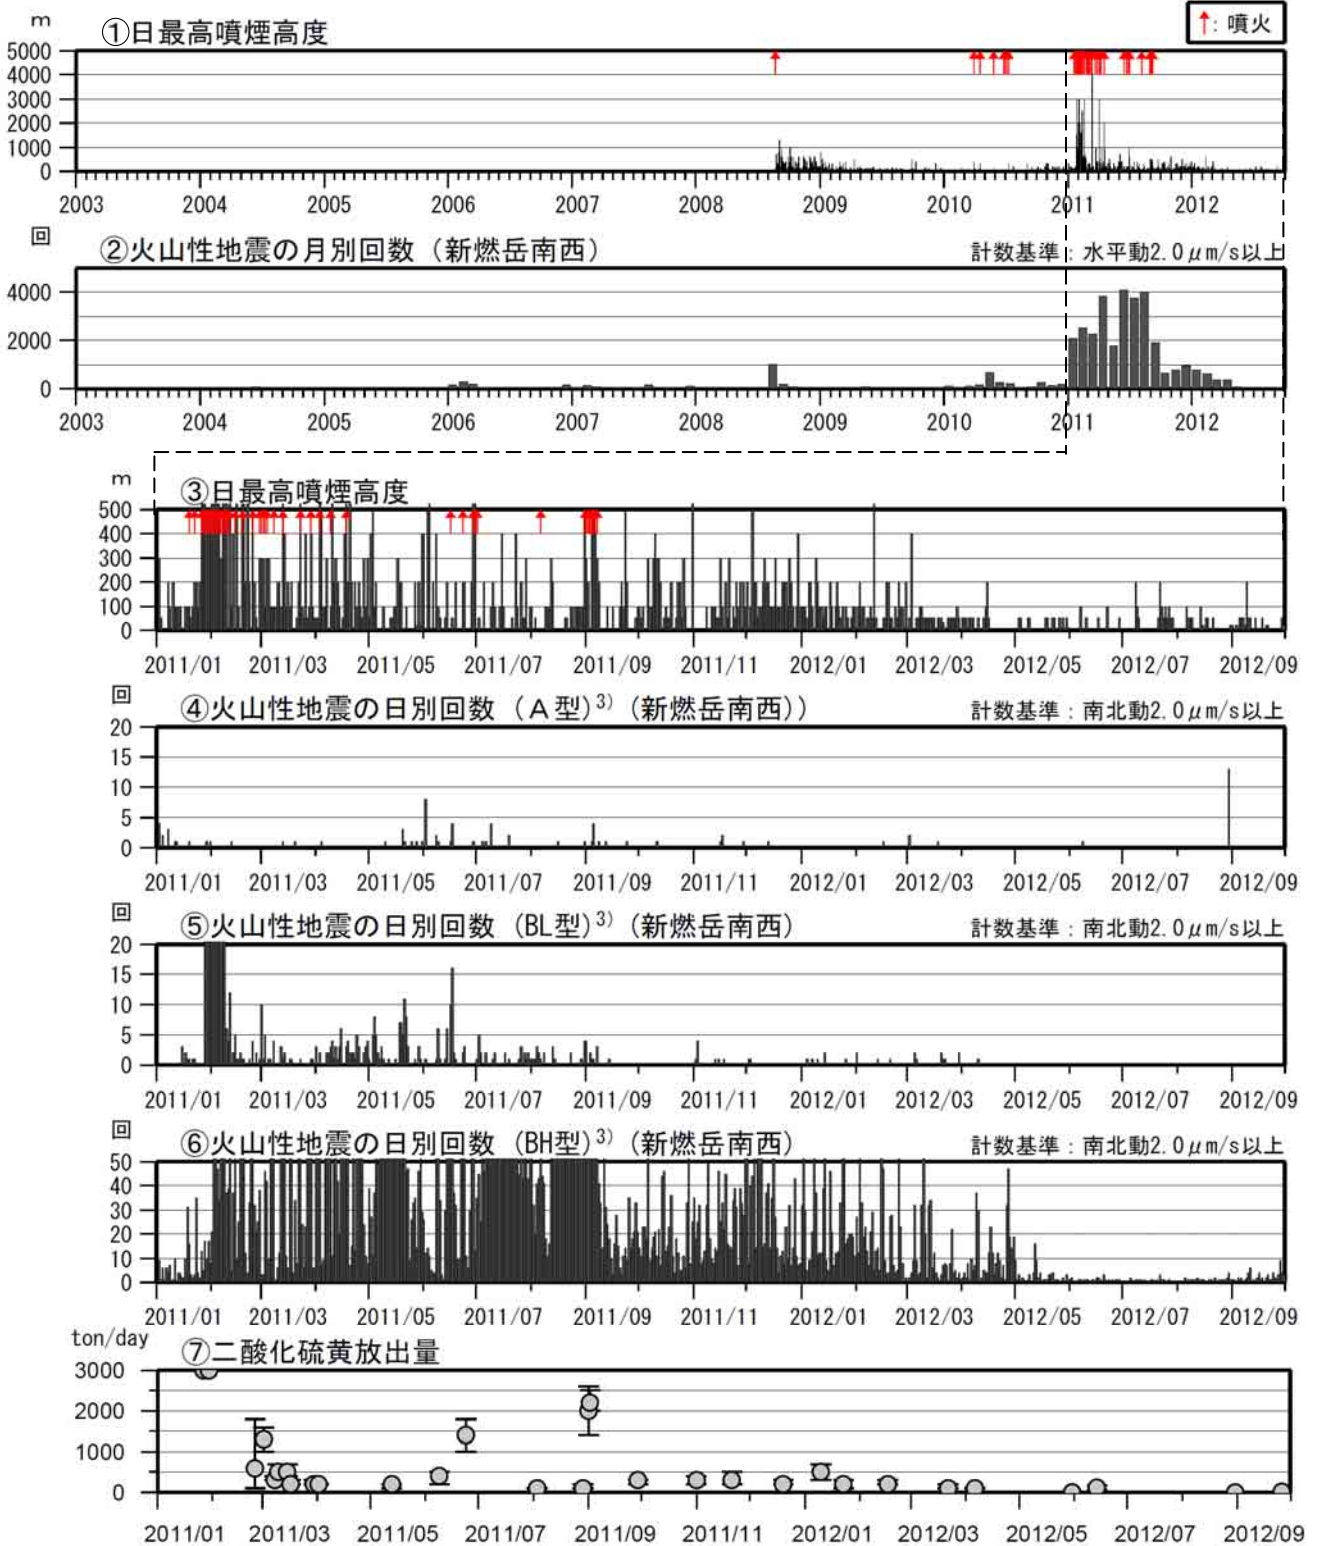 m
①日最高噴煙高度
↑: 噴火
5000
4000
3000
2000
1000
0
2003 2004 2005 2006 2007 2008 2009 2010 2011 2012
回
②火山性地震の月別回数（新燃岳南西）
計数基準：水平動2.0μm/s以上
4000
2000
0
2003 2004 2005 2006 2007 2008 2009 2010 2011 2012
m
③日最高噴煙高度
500
400
300
200
100
0
2011/01 2011/03 2011/05 2011/07 2011/09 2011/11 2012/01 2012/03 2012/05 2012/07 2012/09
回
④火山性地震の日別回数（A型）3)（新燃岳南西））
計数基準：南北動2.0μm/s以上
20
15
10
5
0
2011/01 2011/03 2011/05 2011/07 2011/09 2011/11 2012/01 2012/03 2012/05 2012/07 2012/09
回
⑤火山性地震の日別回数（BL型）3)（新燃岳南西）
計数基準：南北動2.0μm/s以上
20
15
10
5
0
2011/01 2011/03 2011/05 2011/07 2011/09 2011/11 2012/01 2012/03 2012/05 2012/07 2012/09
回
⑥火山性地震の日別回数（BH型）3)（新燃岳南西）
計数基準：南北動2.0μm/s以上
50
40
30
20
10
0
2011/01 2011/03 2011/05 2011/07 2011/09 2011/11 2012/01 2012/03 2012/05 2012/07 2012/09
ton/day
⑦二酸化硫黄放出量
3000
2000
1000
0
2011/01 2011/03 2011/05 2011/07 2011/09 2011/11 2012/01 2012/03 2012/05 2012/07 2012/09